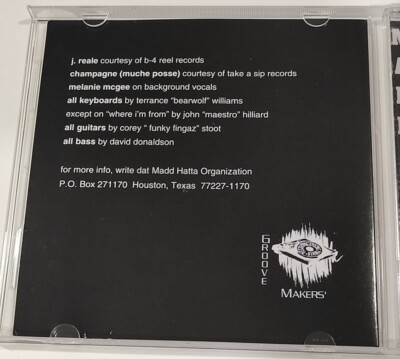 j. reale courtesy of b-4 reel records
champagne (muche posse) courtesy of take a sip records
melanie mcgee on background vocals
all keyboards by terrance "bearwolf" williams
except on "where i'm from" by john "maestro" hilliard
all guitars by corey " funky fingaz" stoot
all bass by david donaldson
for more info, write dat Madd Hatta Organization
P.O. Box 271170 Houston, Texas 77227-1170
GROOVE
MAKERS'